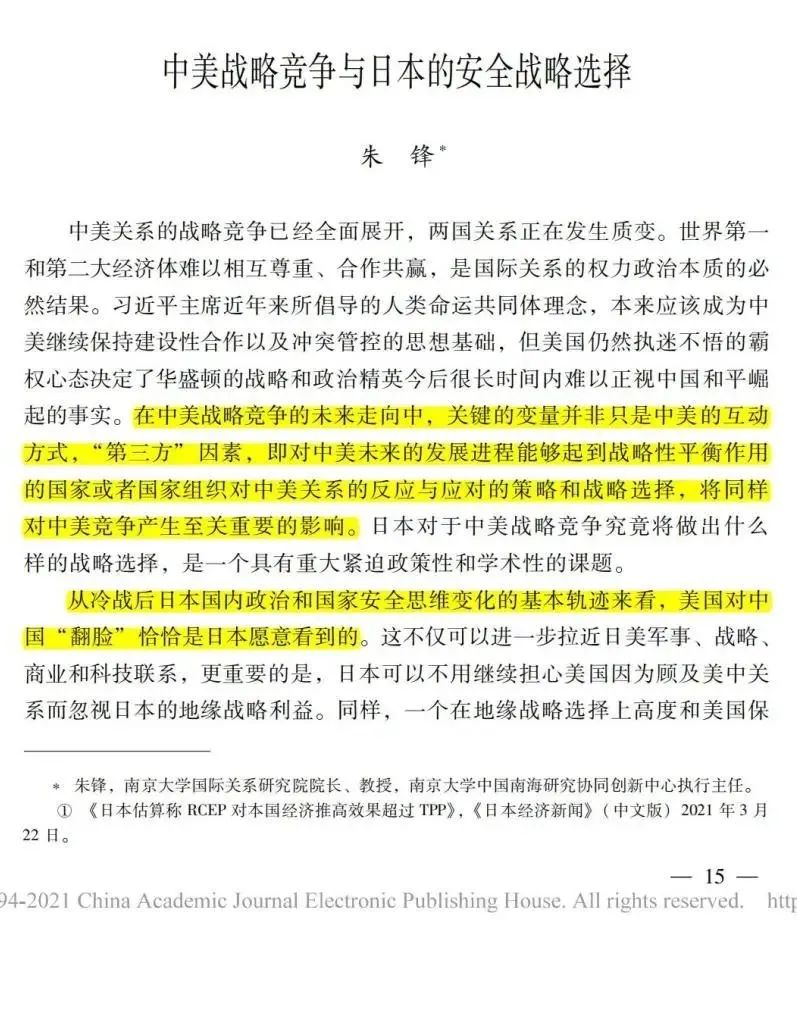 中美战略竞争与日本的安全战略选择
朱 锋*
中美关系的战略竞争已经全面展开，两国关系正在发生质变。世界第一
和第二大经济体难以相互尊重、合作共赢，是国际关系的权力政治本质的必
然结果。习近平主席近年来所倡导的人类命运共同体理念，本来应该成为中
美继续保持建设性合作以及冲突管控的思想基础，但美国仍然执迷不悟的霸
权心态决定了华盛顿的战略和政治精英今后很长时间内难以正视中国和平崛
起的事实。在中美战略竞争的未来走向中，关键的变量并非只是中美的互动
方式，“第三方”因素，即对中美未来的发展进程能够起到战略性平衡作用
的国家或者国家组织对中美关系的反应与应对的策略和战略选择，将同样
对中美竞争产生至关重要的影响。日本对于中美战略竞争究竟将做出什么
样的战略选择，是一个具有重大紧迫政策性和学术性的课题。
从冷战后日本国内政治和国家安全思维变化的基本轨迹来看，美国对中
国“翻脸”恰恰是日本愿意看到的。这不仅可以进一步拉近日美军事、战略、
商业和科技联系，更重要的是，日本可以不用继续担心美国因为顾及美中关
系而忽视日本的地缘战略利益。同样，一个在地缘战略选择上高度和美国保
* 朱锋，南京大学国际关系研究院院长、教授，南京大学中国南海研究协同创新中心执行主任。
① 《日本估算称 RCEP 对本国经济推高效果超过 TPP》，《日本经济新闻》（中文版）2021 年 3 月
22 日。
— 15 —
94-2021 China Academic Journal Electronic Publishing House. All rights reserved. http